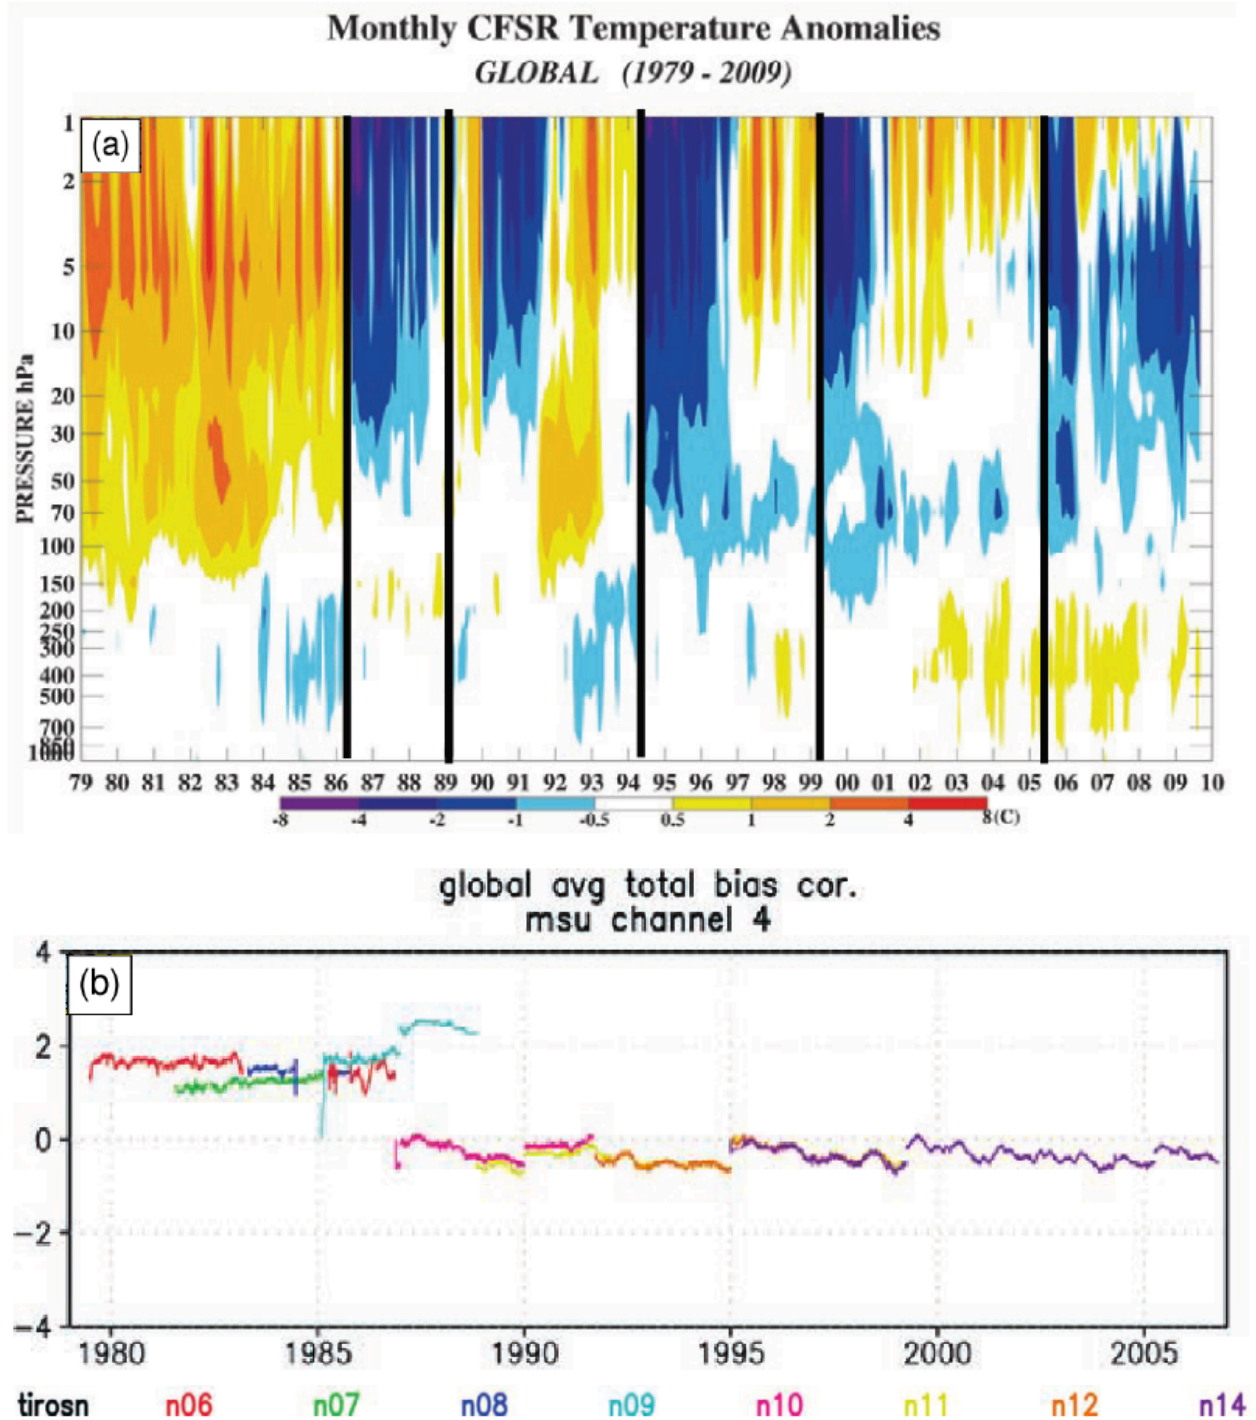 Monthly CFSR Temperature Anomalies
GLOBAL (1979 - 2009)
(a)
PRESSURE hPa
1
2
5
10
20
30
50
70
100
150
200
250
300
400
500
700
850
1000
79 80 81 82 83 84 85 86 87 88 89 90 91 92 93 94 95 96 97 98 99 00 01 02 03 04 05 06 07 08 09 10
-8 -4 -2 -1 -0.5 0.5 1 2 4 8(C)
global avg total bias cor.
msu channel 4
(b)
4
2
0
-2
-4
1980 1985 1990 1995 2000 2005
tirosn n06 n07 n08 n09 n10 n11 n12 n14